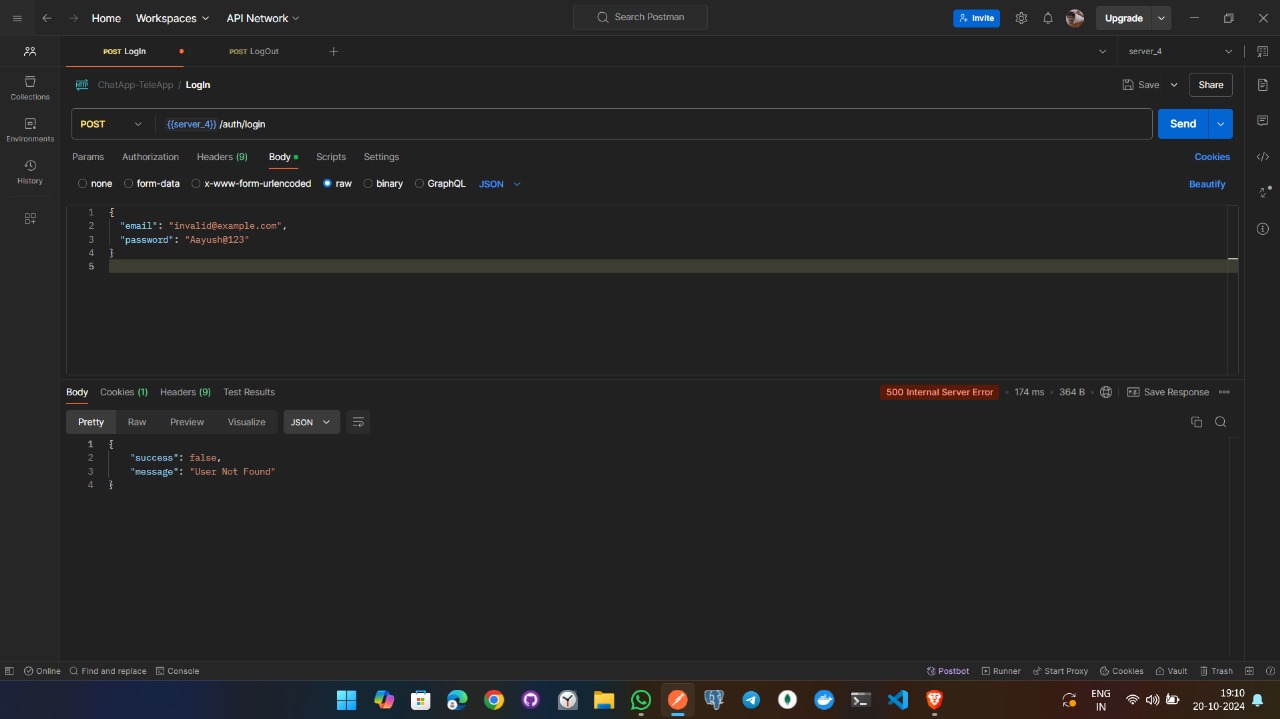 Home Workspaces API Network Search Postman Invite Upgrade
POST LogIn POST LogOut server_4
HTTP ChatApp-TeleApp / LogIn Save Share
Collections
Environments
History
POST {{server_4}} /auth/login Send
Params Authorization Headers (9) Body Scripts Settings Cookies
none form-data x-www-form-urlencoded raw binary GraphQL JSON Beautify
1 {
2 "email": "invalid@example.com",
3 "password": "Aayush@123"
4 }
5
Body Cookies (1) Headers (9) Test Results 500 Internal Server Error 174 ms 364 B Save Response
Pretty Raw Preview Visualize JSON
1 {
2 "success": false,
3 "message": "User Not Found"
4 }
Online Find and replace Console Postbot Runner Start Proxy Cookies Vault Trash
ENG 19:10
IN 20-10-2024